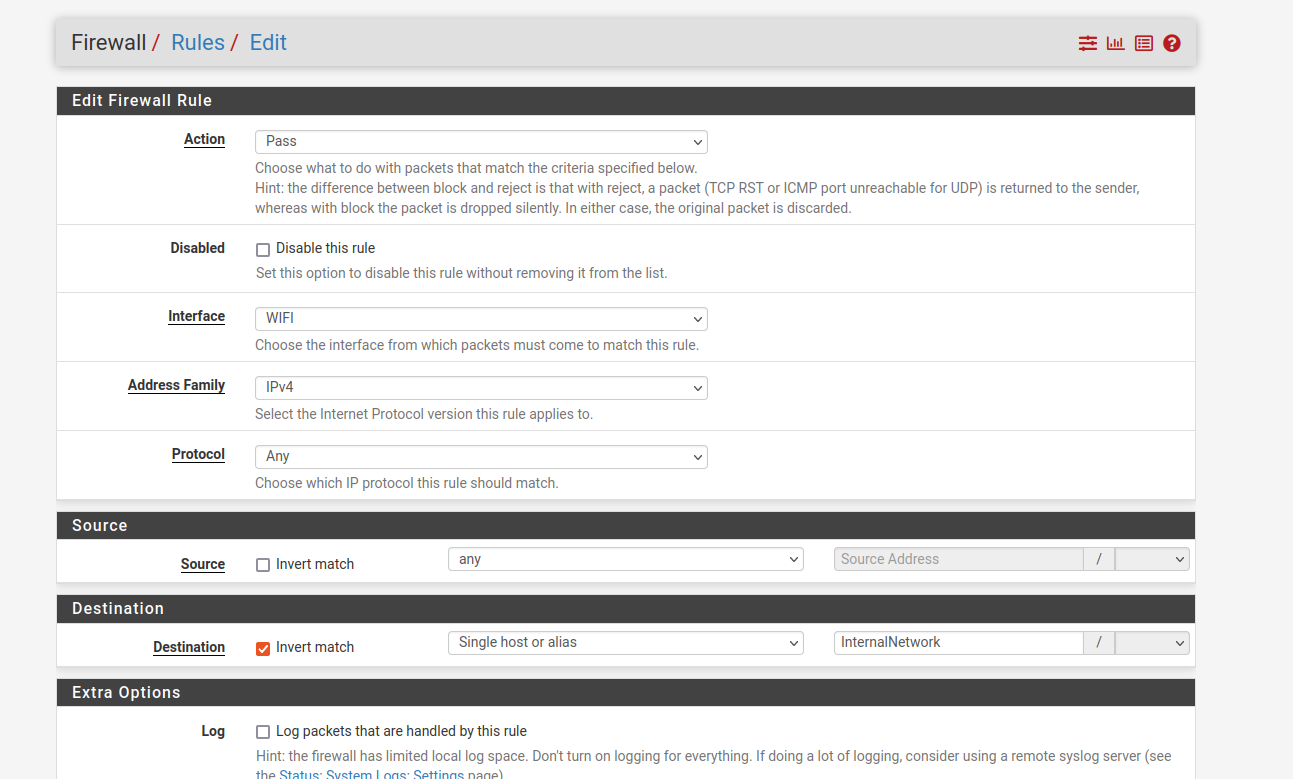 Firewall / Rules / Edit
Edit Firewall Rule
Action
Pass
Choose what to do with packets that match the criteria specified below.
Hint: the difference between block and reject is that with reject, a packet (TCP RST or ICMP port unreachable for UDP) is returned to the sender,
whereas with block the packet is dropped silently. In either case, the original packet is discarded.
Disabled
Disable this rule
Set this option to disable this rule without removing it from the list.
Interface
WIFI
Choose the interface from which packets must come to match this rule.
Address Family
IPv4
Select the Internet Protocol version this rule applies to.
Protocol
Any
Choose which IP protocol this rule should match.
Source
Source Invert match any Source Address /
Destination
Destination Invert match Single host or alias InternalNetwork /
Extra Options
Log
Log packets that are handled by this rule
Hint: the firewall has limited local log space. Don't turn on logging for everything. If doing a lot of logging, consider using a remote syslog server (see
the Status: System Logs: Settings page)